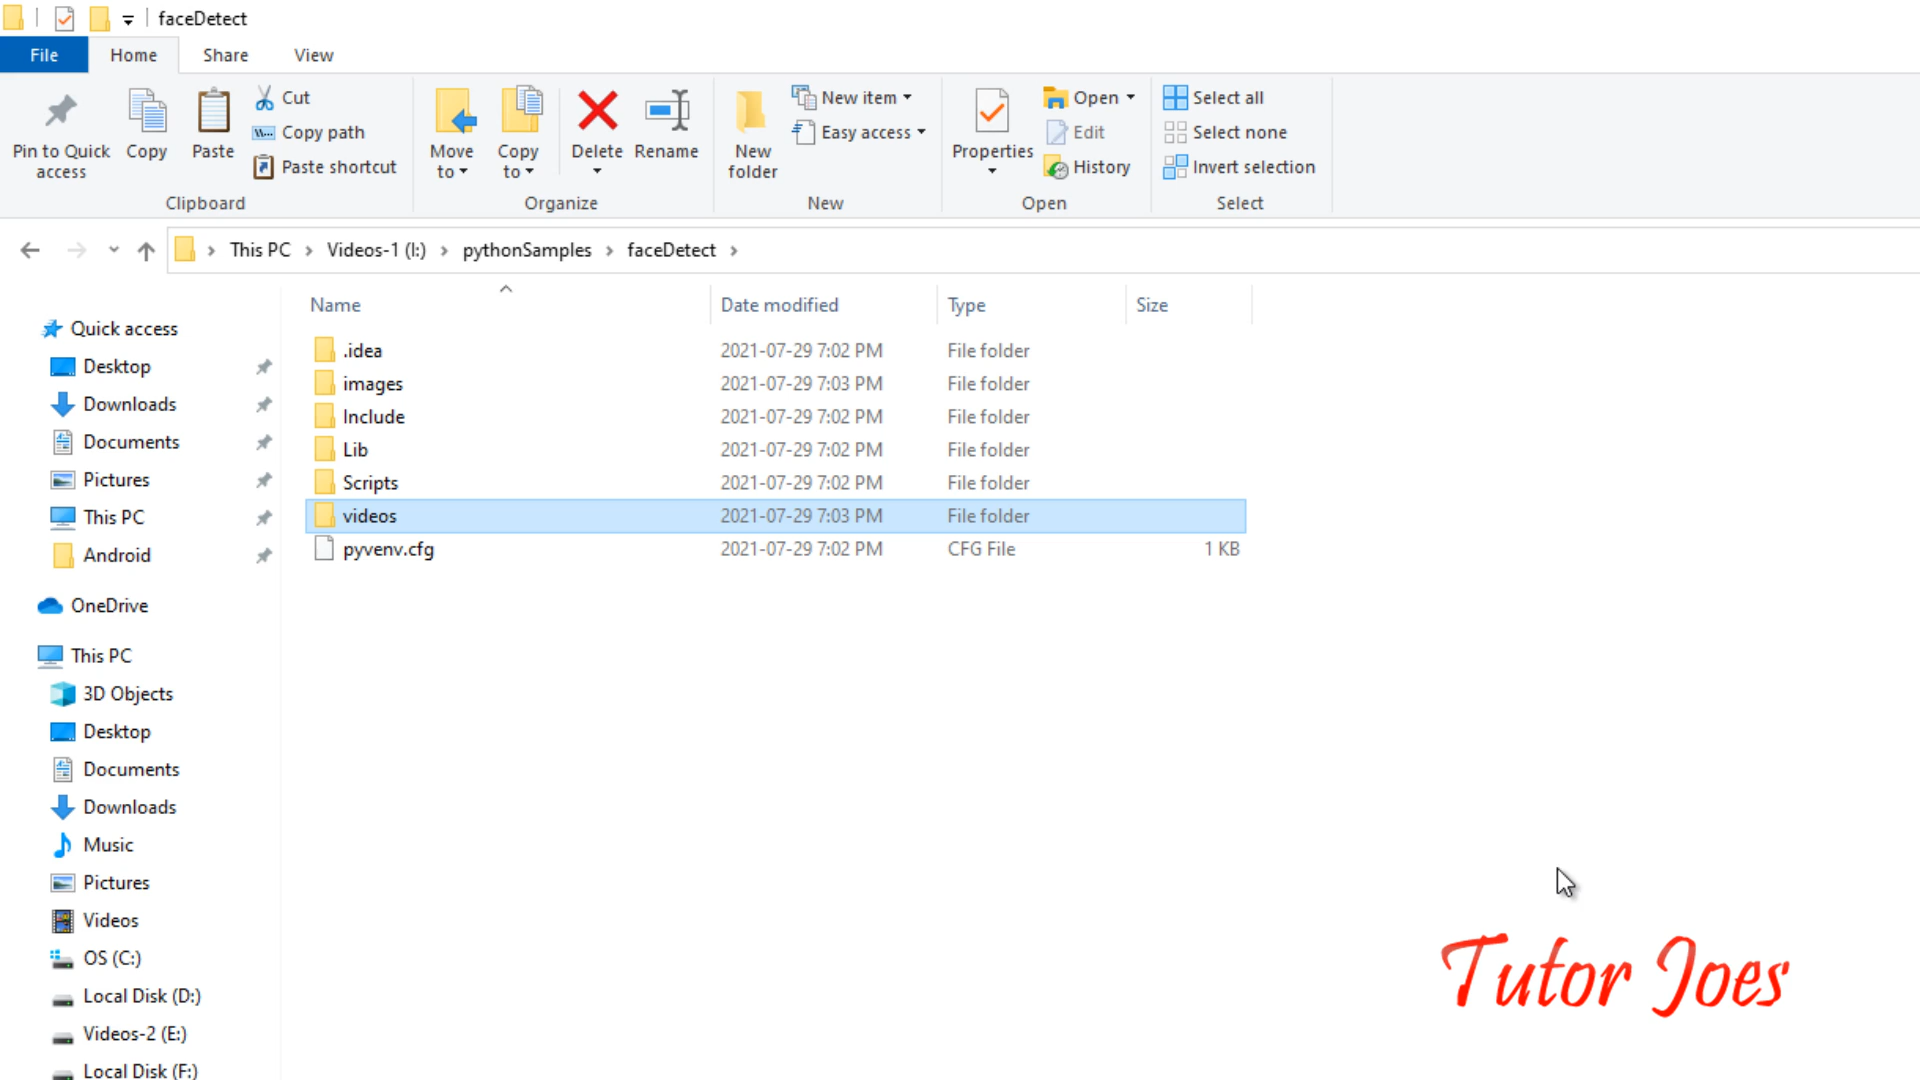 faceDetect
File Home Share View
Pin to Quick access
Copy
Paste
Cut
Copy path
Paste shortcut
Clipboard
Move to
Copy to
Delete
Rename
Organize
New folder
New item
Easy access
New
Properties
Open
Edit
History
Open
Select all
Select none
Invert selection
Select
This PC > Videos-1 (I:) > pythonSamples > faceDetect >
Name Date modified Type Size
.idea 2021-07-29 7:02 PM File folder
images 2021-07-29 7:03 PM File folder
Include 2021-07-29 7:02 PM File folder
Lib 2021-07-29 7:02 PM File folder
Scripts 2021-07-29 7:02 PM File folder
videos 2021-07-29 7:03 PM File folder
pyvenv.cfg 2021-07-29 7:02 PM CFG File 1 KB
Quick access
Desktop
Downloads
Documents
Pictures
This PC
Android
OneDrive
This PC
3D Objects
Desktop
Documents
Downloads
Music
Pictures
Videos
OS (C:)
Local Disk (D:)
Videos-2 (E:)
Local Disk (F:)
Tutor Joes